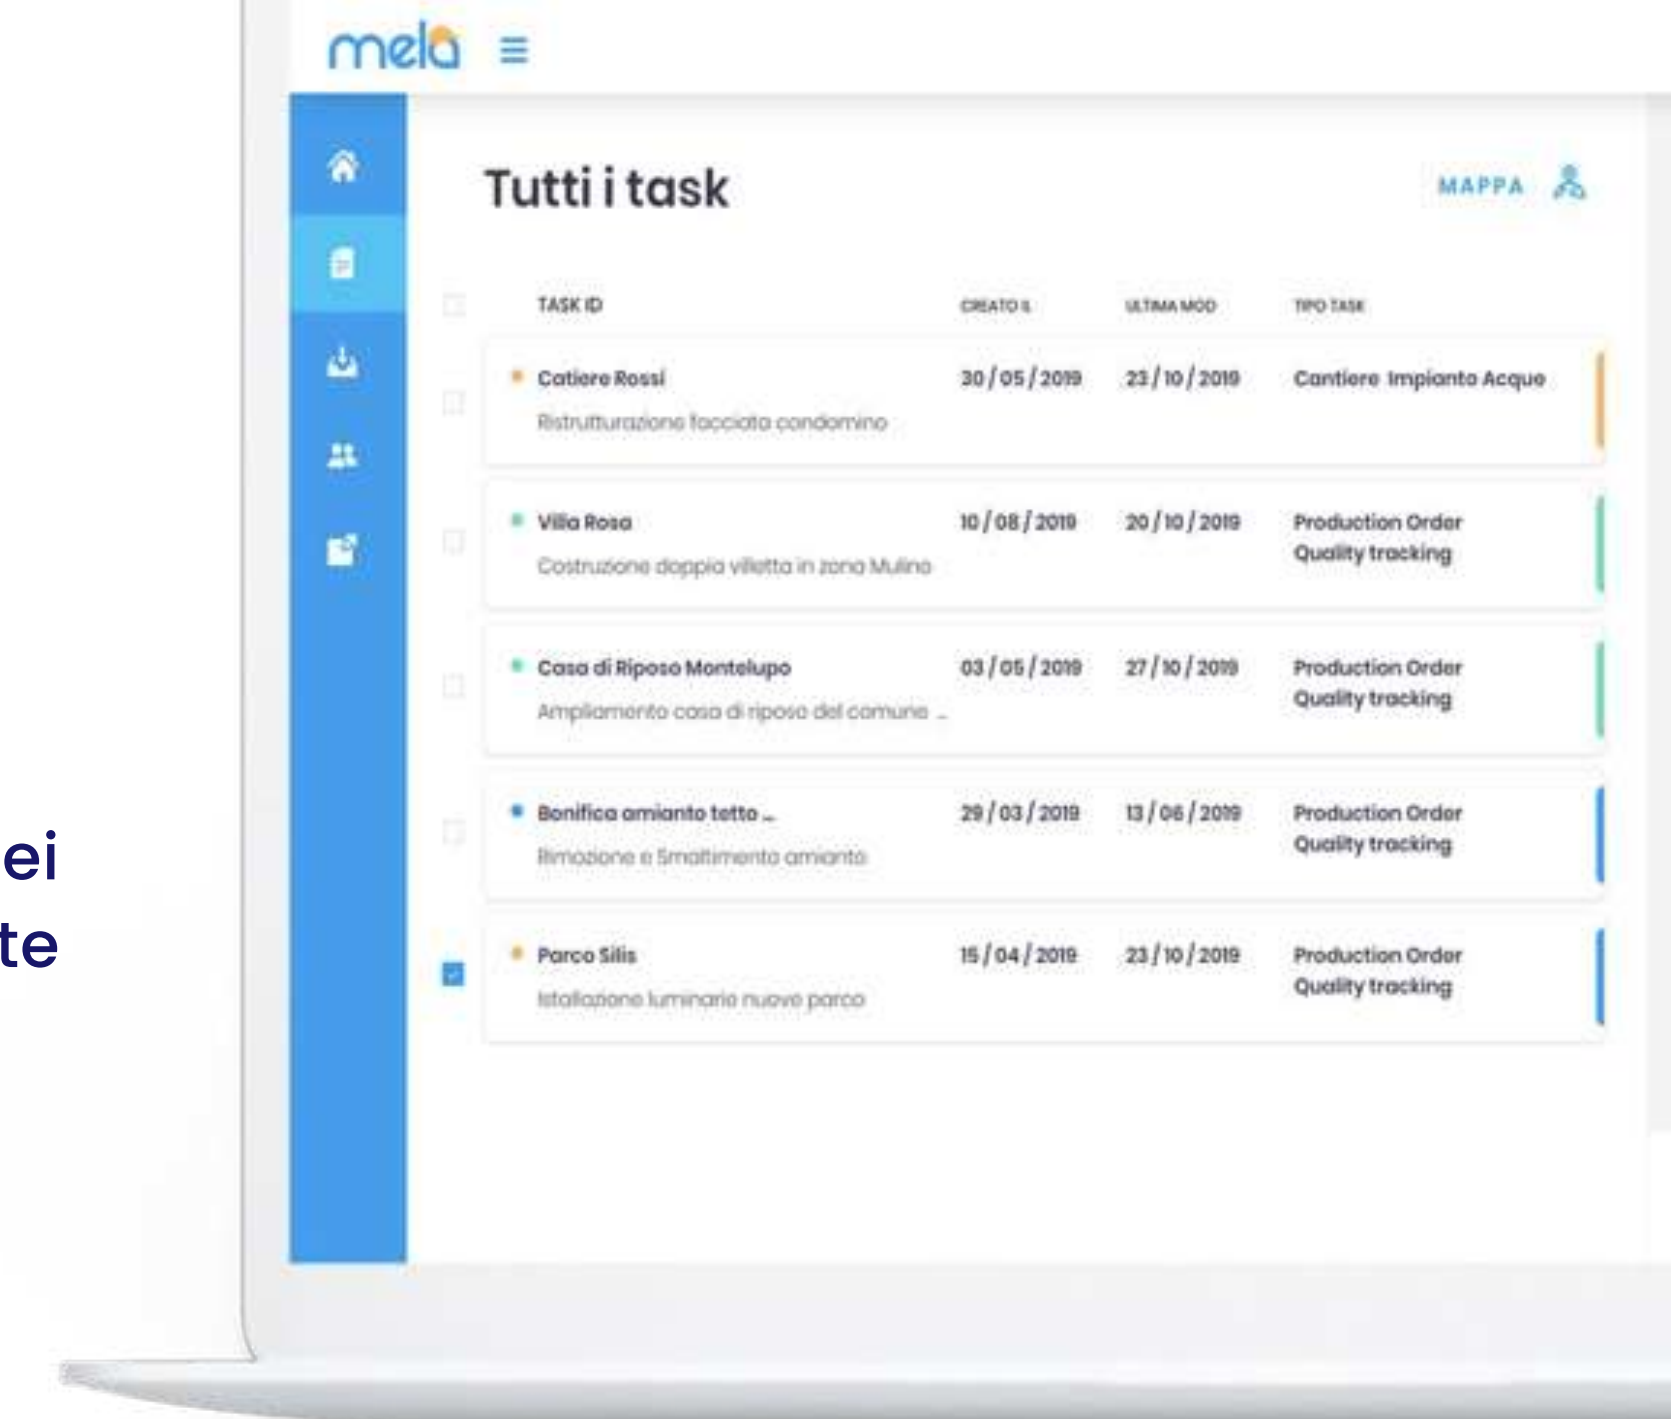 mela
Tutti i task
MAPPA
TASK ID CREATO IL ULTIMA MOD TIPO TASK
Catiere Rossi 30 / 05 / 2019 23 / 10 / 2019 Cantiere Impianto Acque
Ristrutturazione facciata condomino
Villa Rosa 10 / 08 / 2019 20 / 10 / 2019 Production Order
Quality tracking
Costruzione doppia villetta in zona Mulino
Casa di Riposo Montelupo 03 / 05 / 2019 27 / 10 / 2019 Production Order
Quality tracking
Ampliamento casa di riposo del comune ...
Bonifica amianto tetto ... 29 / 03 / 2019 13 / 06 / 2019 Production Order
Quality tracking
Rimozione e Smaltimento amianto
ei
te
Parco Silis 15 / 04 / 2019 23 / 10 / 2019 Production Order
Quality tracking
Istallazione luminarie nuovo parco